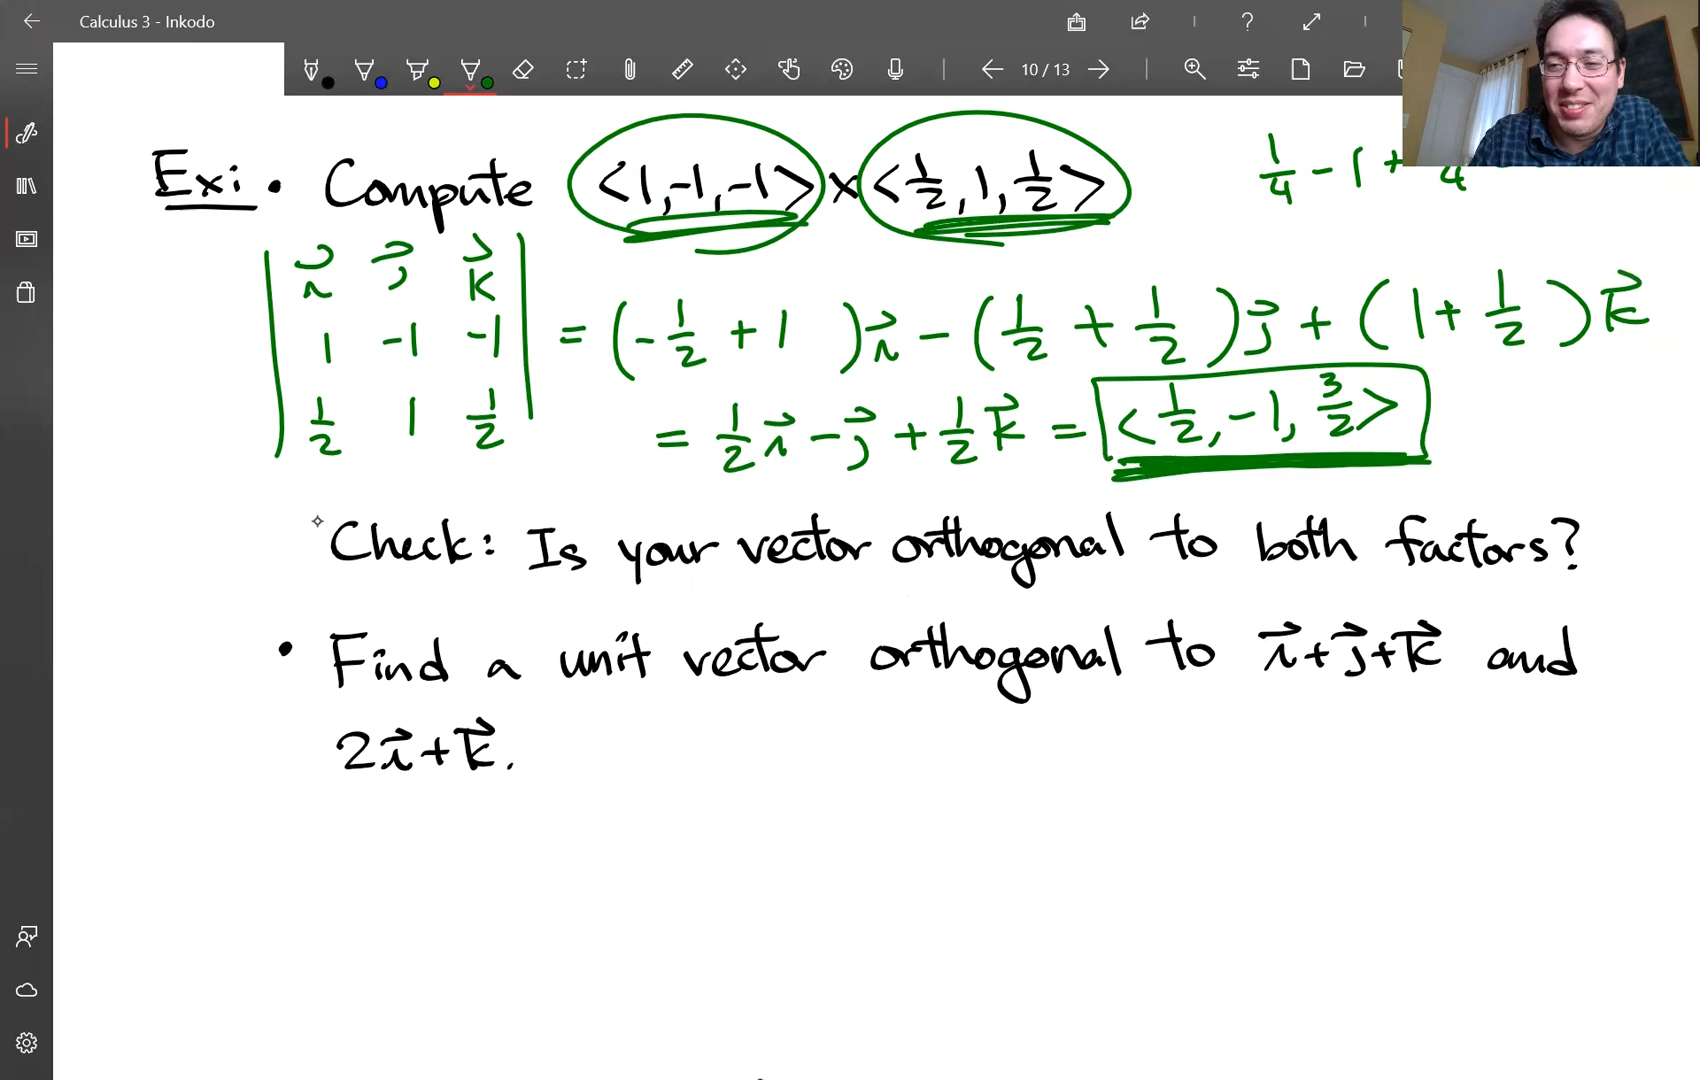 Calculus 3 - Inkodo
10 / 13
Exi • Compute <1,-1,-1> x <1/2, 1, 1/2>
1/4 - 1 +
i j k
1 -1 -1
1/2 1 1/2
= (-1/2 + 1) i - (1/2 + 1/2) j + (1 + 1/2) k
= 1/2 i - j + 1/2 k = <1/2, -1, 3/2>
Check: Is your vector orthogonal to both factors?
• Find a unit vector orthogonal to i+j+k and
2i+k.